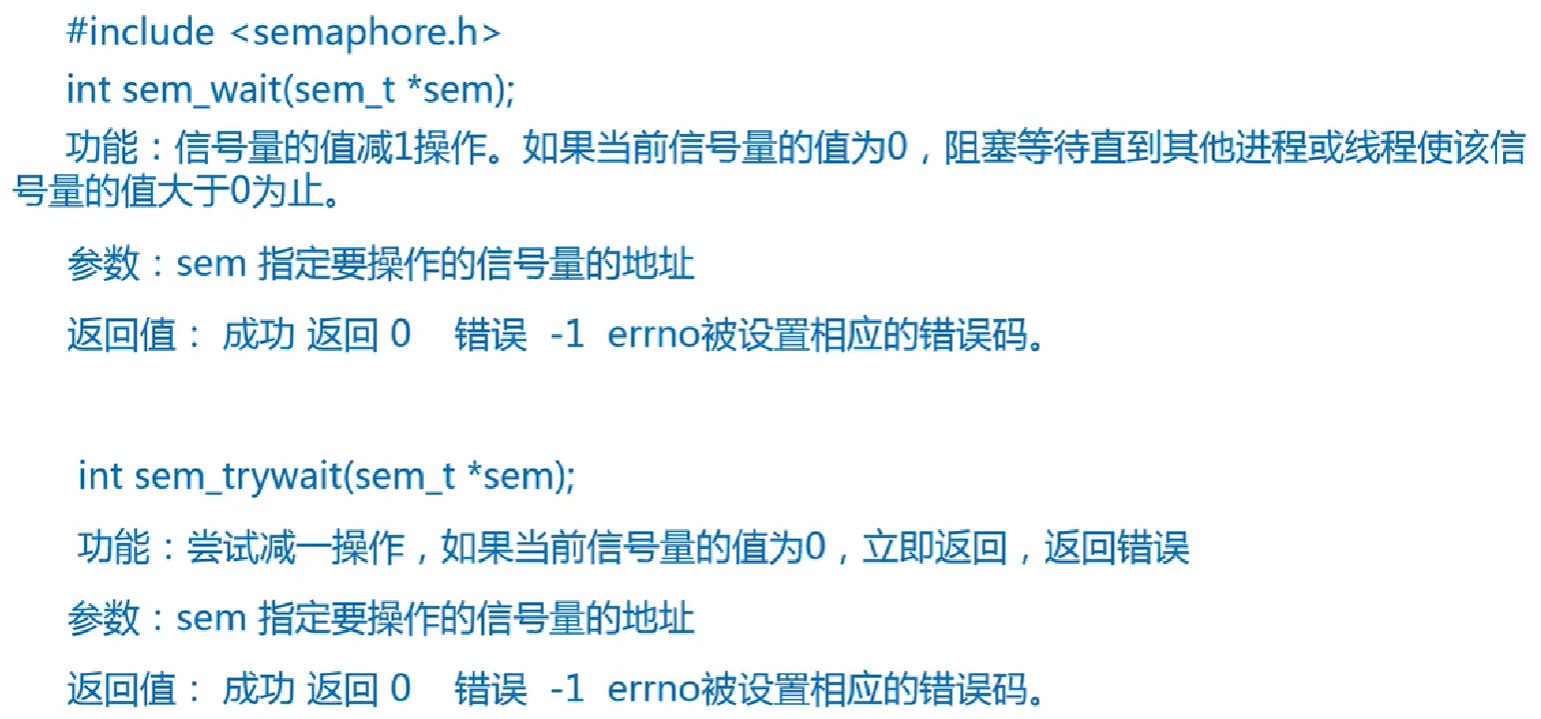 #include <semaphore.h>
int sem_wait(sem_t *sem);
功能：信号量的值减1操作。如果当前信号量的值为0，阻塞等待直到其他进程或线程使该信
号量的值大于0为止。
参数：sem 指定要操作的信号量的地址
返回值： 成功 返回 0 错误 -1 errno被设置相应的错误码。
int sem_trywait(sem_t *sem);
功能：尝试减一操作，如果当前信号量的值为0，立即返回，返回错误
参数：sem 指定要操作的信号量的地址
返回值： 成功 返回 0 错误 -1 errno被设置相应的错误码。